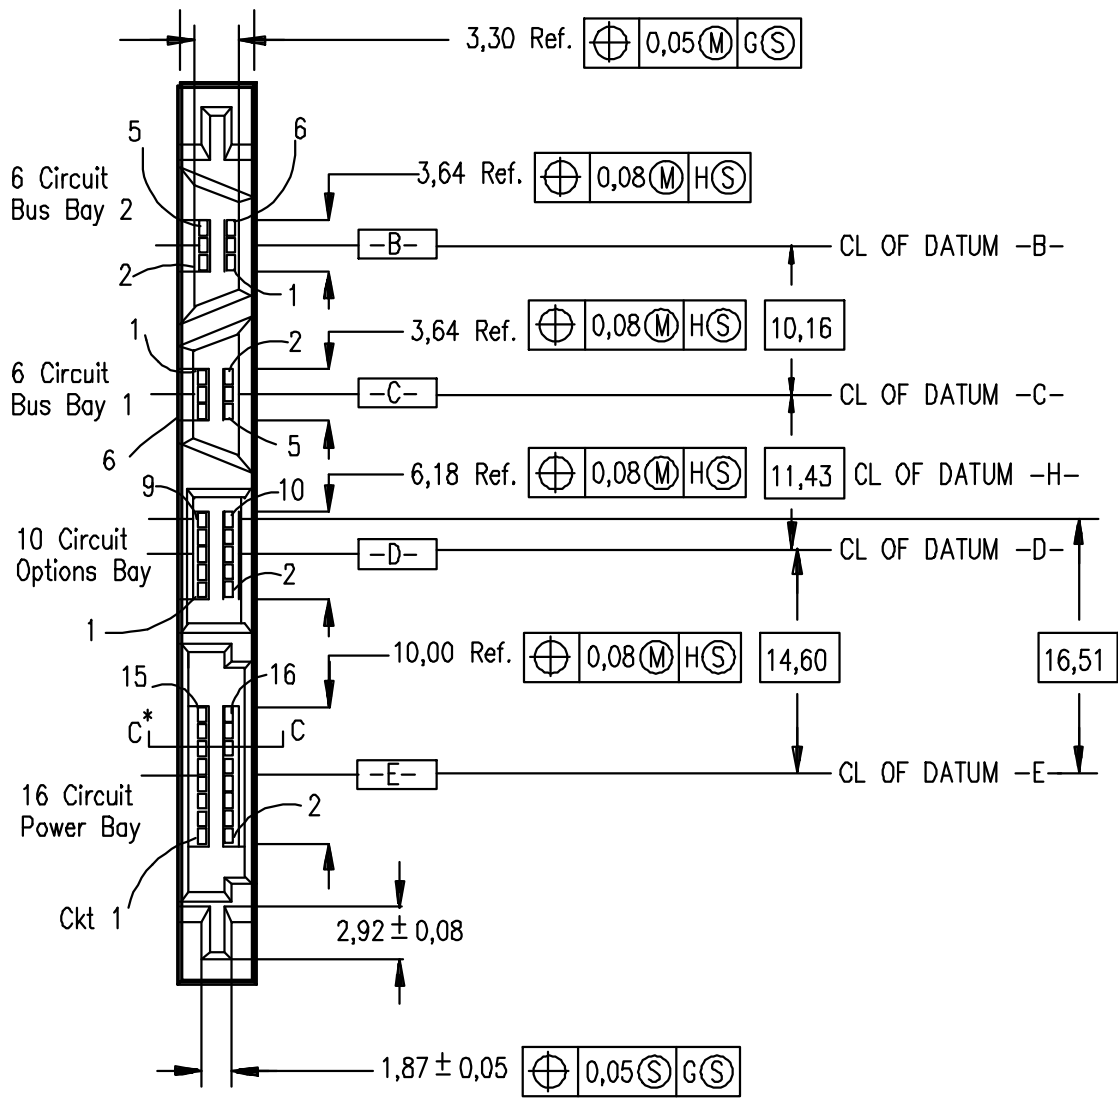 3,30 Ref. ⌖ 0,05 Ⓜ G Ⓢ
5 6
6 Circuit
Bus Bay 2
3,64 Ref. ⌖ 0,08 Ⓜ H Ⓢ
-B- CL OF DATUM -B-
2 1
1 2
3,64 Ref. ⌖ 0,08 Ⓜ H Ⓢ 10,16
6 Circuit
Bus Bay 1
-C- CL OF DATUM -C-
6 5
6,18 Ref. ⌖ 0,08 Ⓜ H Ⓢ 11,43 CL OF DATUM -H-
9 10
10 Circuit
Options Bay
-D- CL OF DATUM -D-
1 2
10,00 Ref. ⌖ 0,08 Ⓜ H Ⓢ 14,60 16,51
15 16
C* C
-E- CL OF DATUM -E-
16 Circuit
Power Bay
2
Ckt 1
2,92 ± 0,08
1,87 ± 0,05 ⌖ 0,05 Ⓢ G Ⓢ